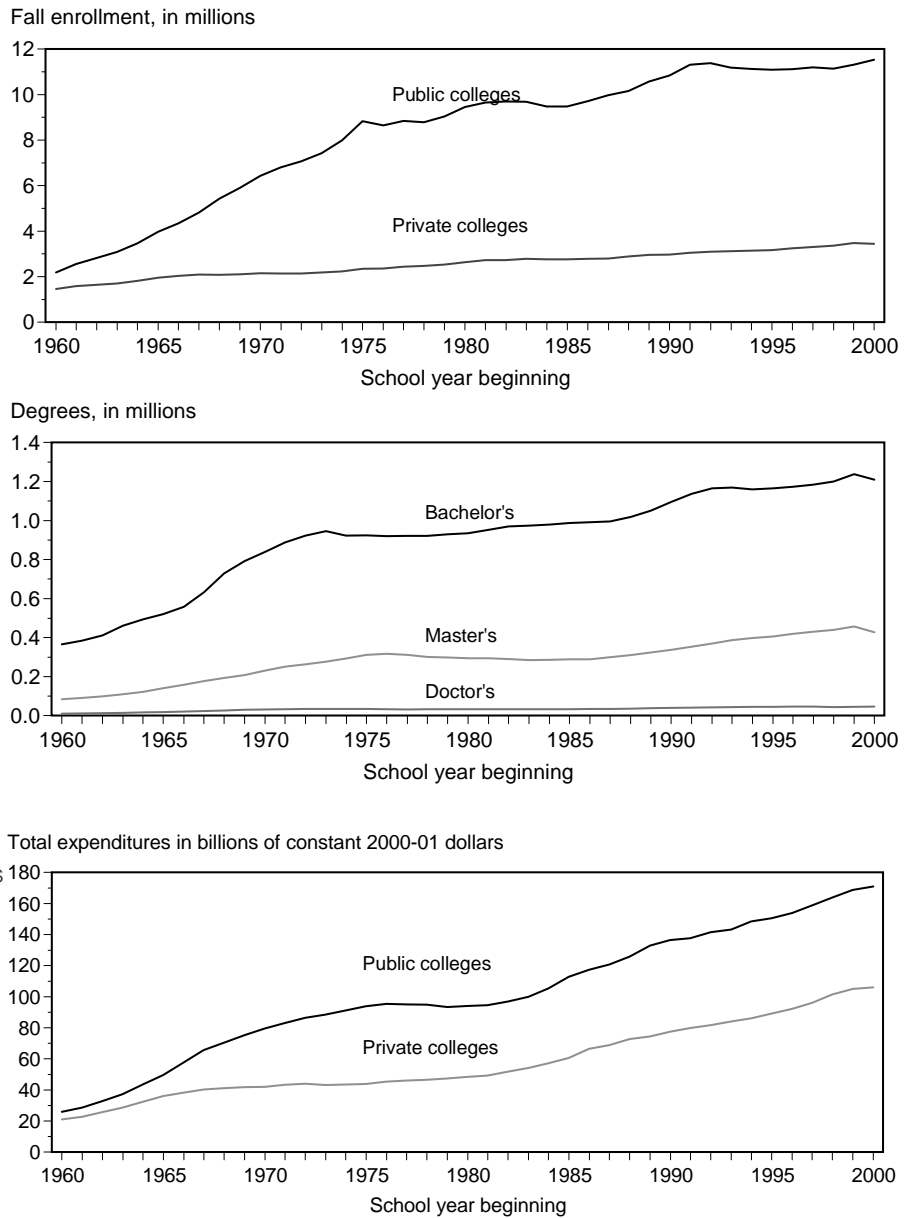 Fall enrollment, in millions
12
10
8
6
4
2
0
Public colleges
Private colleges
1960 1965 1970 1975 1980 1985 1990 1995 2000
School year beginning
Degrees, in millions
1.4
1.2
1.0
0.8
0.6
0.4
0.2
0.0
Bachelor's
Master's
Doctor's
1960 1965 1970 1975 1980 1985 1990 1995 2000
School year beginning
Total expenditures in billions of constant 2000-01 dollars
s 180
160
140
120
100
80
60
40
20
0
Public colleges
Private colleges
1960 1965 1970 1975 1980 1985 1990 1995 2000
School year beginning